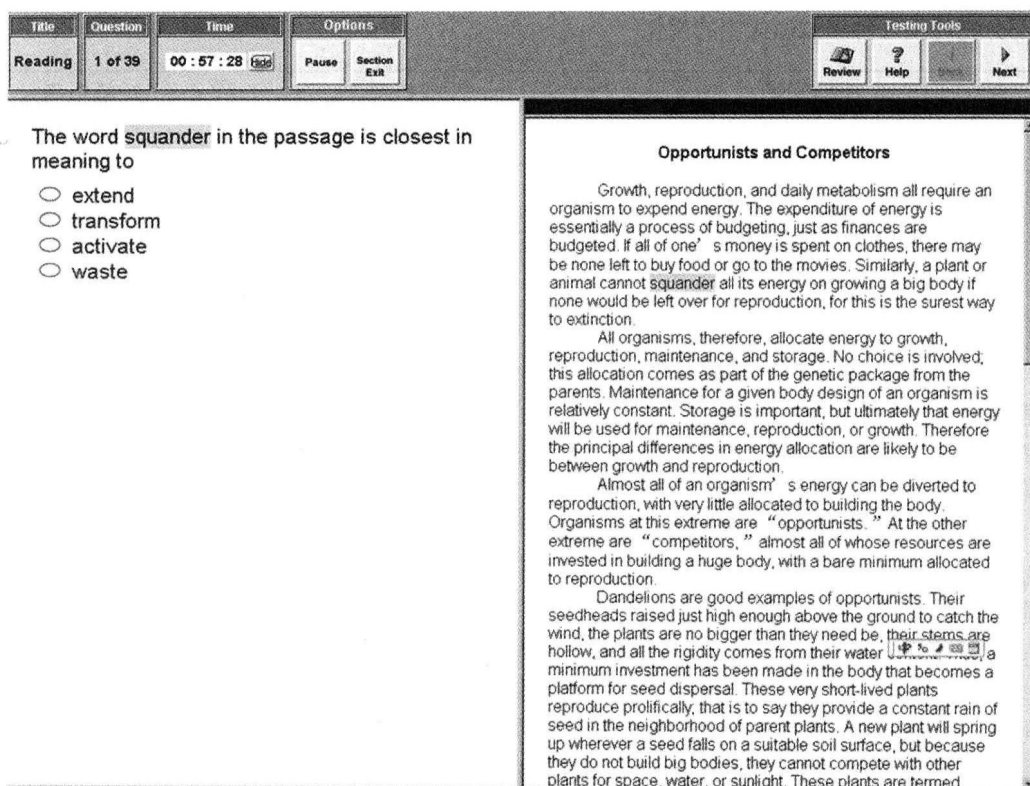 Title
Question
Time
Options
Testing Tools
Reading
1 of 39
00 : 57 : 28 Hide
Pause
Section
Exit
Review
Help
Next
The word squander in the passage is closest in
meaning to
extend
transform
activate
waste
Opportunists and Competitors
Growth, reproduction, and daily metabolism all require an
organism to expend energy. The expenditure of energy is
essentially a process of budgeting, just as finances are
budgeted. If all of one’ s money is spent on clothes, there may
be none left to buy food or go to the movies. Similarly, a plant or
animal cannot squander all its energy on growing a big body if
none would be left over for reproduction, for this is the surest way
to extinction.
All organisms, therefore, allocate energy to growth,
reproduction, maintenance, and storage. No choice is involved;
this allocation comes as part of the genetic package from the
parents. Maintenance for a given body design of an organism is
relatively constant. Storage is important, but ultimately that energy
will be used for maintenance, reproduction, or growth. Therefore
the principal differences in energy allocation are likely to be
between growth and reproduction.
Almost all of an organism’ s energy can be diverted to
reproduction, with very little allocated to building the body.
Organisms at this extreme are “opportunists. ” At the other
extreme are “competitors, ” almost all of whose resources are
invested in building a huge body, with a bare minimum allocated
to reproduction.
Dandelions are good examples of opportunists. Their
seedheads raised just high enough above the ground to catch the
wind, the plants are no bigger than they need be, their stems are
hollow, and all the rigidity comes from their water a
minimum investment has been made in the body that becomes a
platform for seed dispersal. These very short-lived plants
reproduce prolifically; that is to say they provide a constant rain of
seed in the neighborhood of parent plants. A new plant will spring
up wherever a seed falls on a suitable soil surface, but because
they do not build big bodies, they cannot compete with other
plants for space, water, or sunlight. These plants are termed